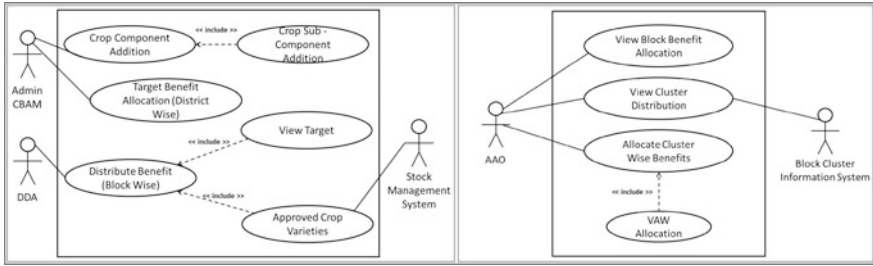 << include >>
Crop Component
Addition
Crop Sub -
Component
Addition
Admin
CBAM
Target Benefit
Allocation (District
Wise)
<< include >>
View Target
DDA
Distribute Benefit
(Block Wise)
<< include >>
Approved Crop
Varieties
Stock
Management
System
View Block Benefit
Allocation
View Cluster
Distribution
AAO
Allocate Cluster
Wise Benefits
Block Cluster
Information System
<< include >>
VAW
Allocation